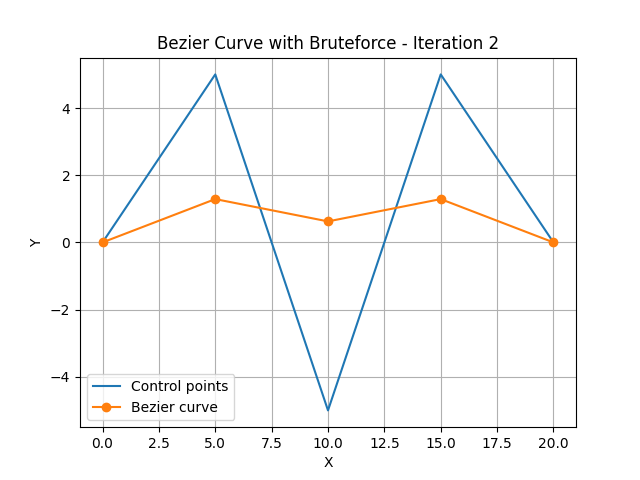 Bezier Curve with Bruteforce - Iteration 2
Y
4
2
0
−2
−4
Control points
Bezier curve
0.0 2.5 5.0 7.5 10.0 12.5 15.0 17.5 20.0
X